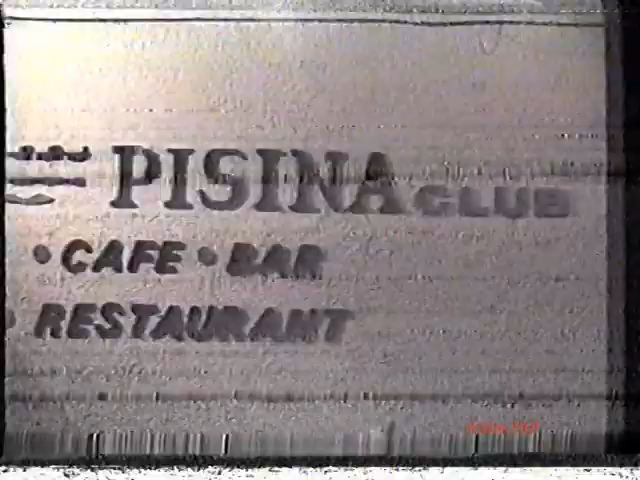 PISINA CLUB
• CAFE • BAR
• RESTAURANT